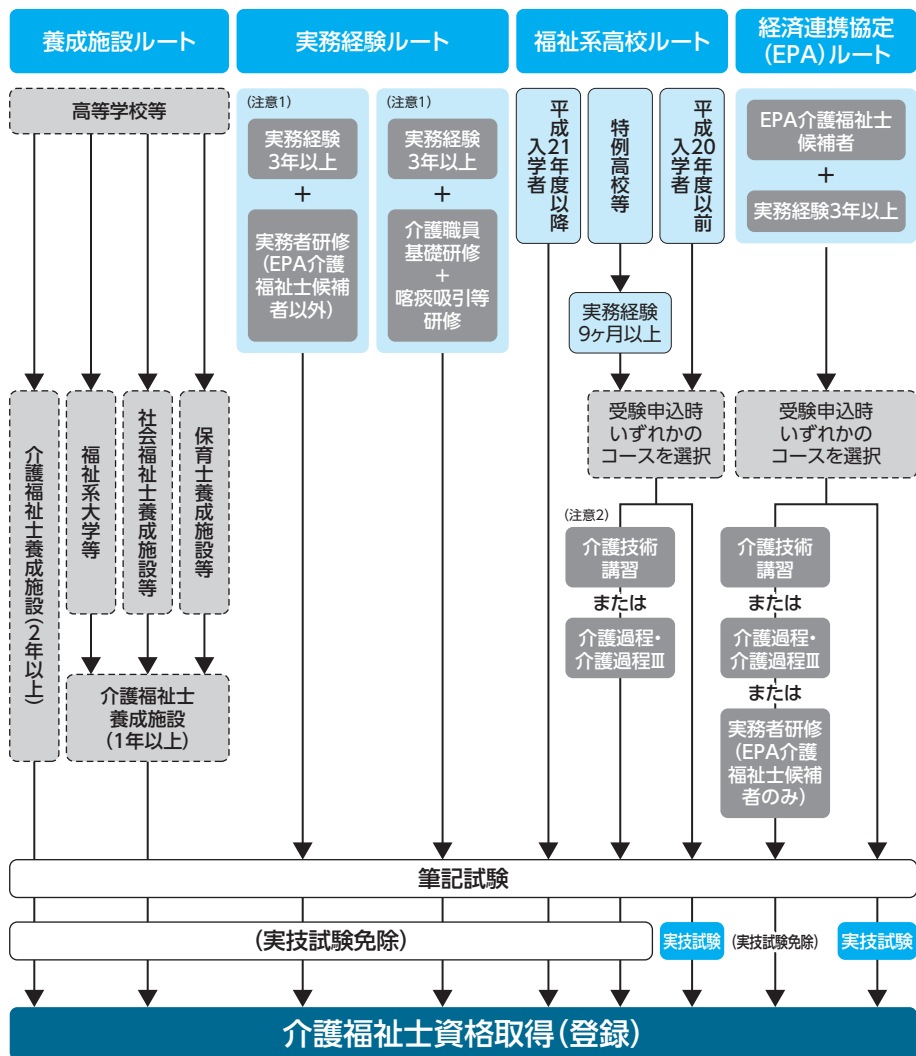 養成施設ルート
実務経験ルート
福祉系高校ルート
経済連携協定
(EPA)ルート
高等学校等
介護福祉士養成施設(2年以上)
福祉系大学等
社会福祉士養成施設等
保育士養成施設等
介護福祉士
養成施設
(1年以上)
(注意1)
実務経験
3年以上
+
実務者研修
(EPA介護
福祉士候補
者以外)
(注意1)
実務経験
3年以上
+
介護職員
基礎研修
+
喀痰吸引等
研修
平成21年度以降
入学者
特例高校等
平成20年度以前
入学者
実務経験
9ヶ月以上
受験申込時
いずれかの
コースを選択
(注意2)
介護技術
講習
または
介護過程・
介護過程Ⅲ
EPA介護福祉士
候補者
+
実務経験3年以上
受験申込時
いずれかの
コースを選択
介護技術
講習
または
介護過程・
介護過程Ⅲ
または
実務者研修
(EPA介護
福祉士候補
者のみ)
筆記試験
(実技試験免除)
実技試験
(実技試験免除)
実技試験
介護福祉士資格取得(登録)